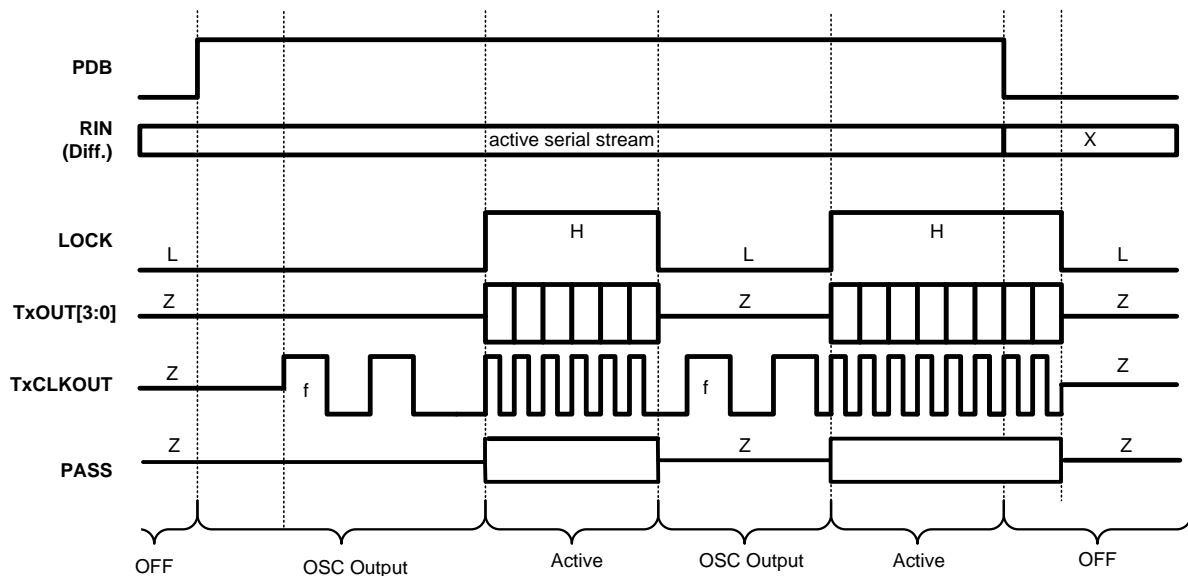 PDB
RIN
(Diff.)
active serial stream
X
LOCK
L
H
L
H
L
TxOUT[3:0]
Z
Z
Z
TxCLKOUT
Z
f
f
Z
PASS
Z
Z
Z
OFF
OSC Output
Active
OSC Output
Active
OFF